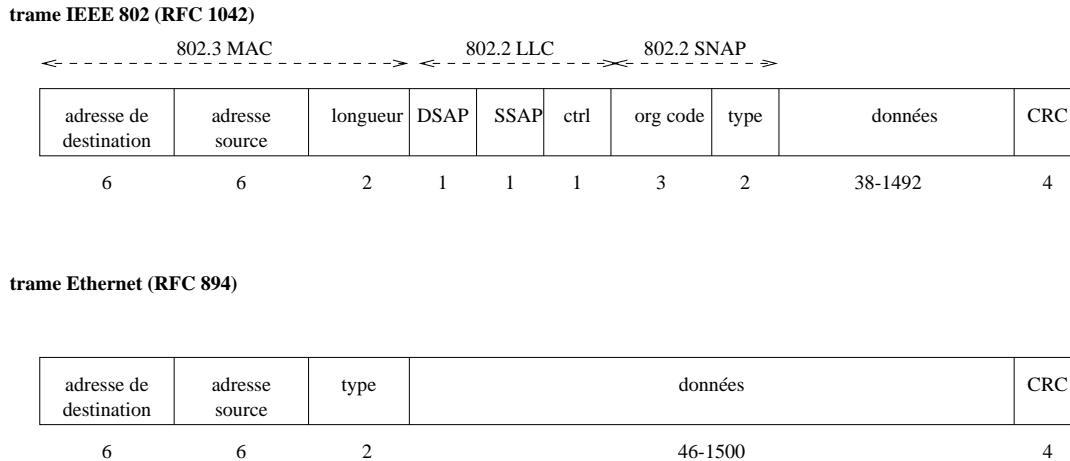 trame IEEE 802 (RFC 1042)
802.3 MAC 802.2 LLC 802.2 SNAP
adresse de destination adresse source longueur DSAP SSAP ctrl org code type données CRC
6 6 2 1 1 1 3 2 38-1492 4
trame Ethernet (RFC 894)
adresse de destination adresse source type données CRC
6 6 2 46-1500 4